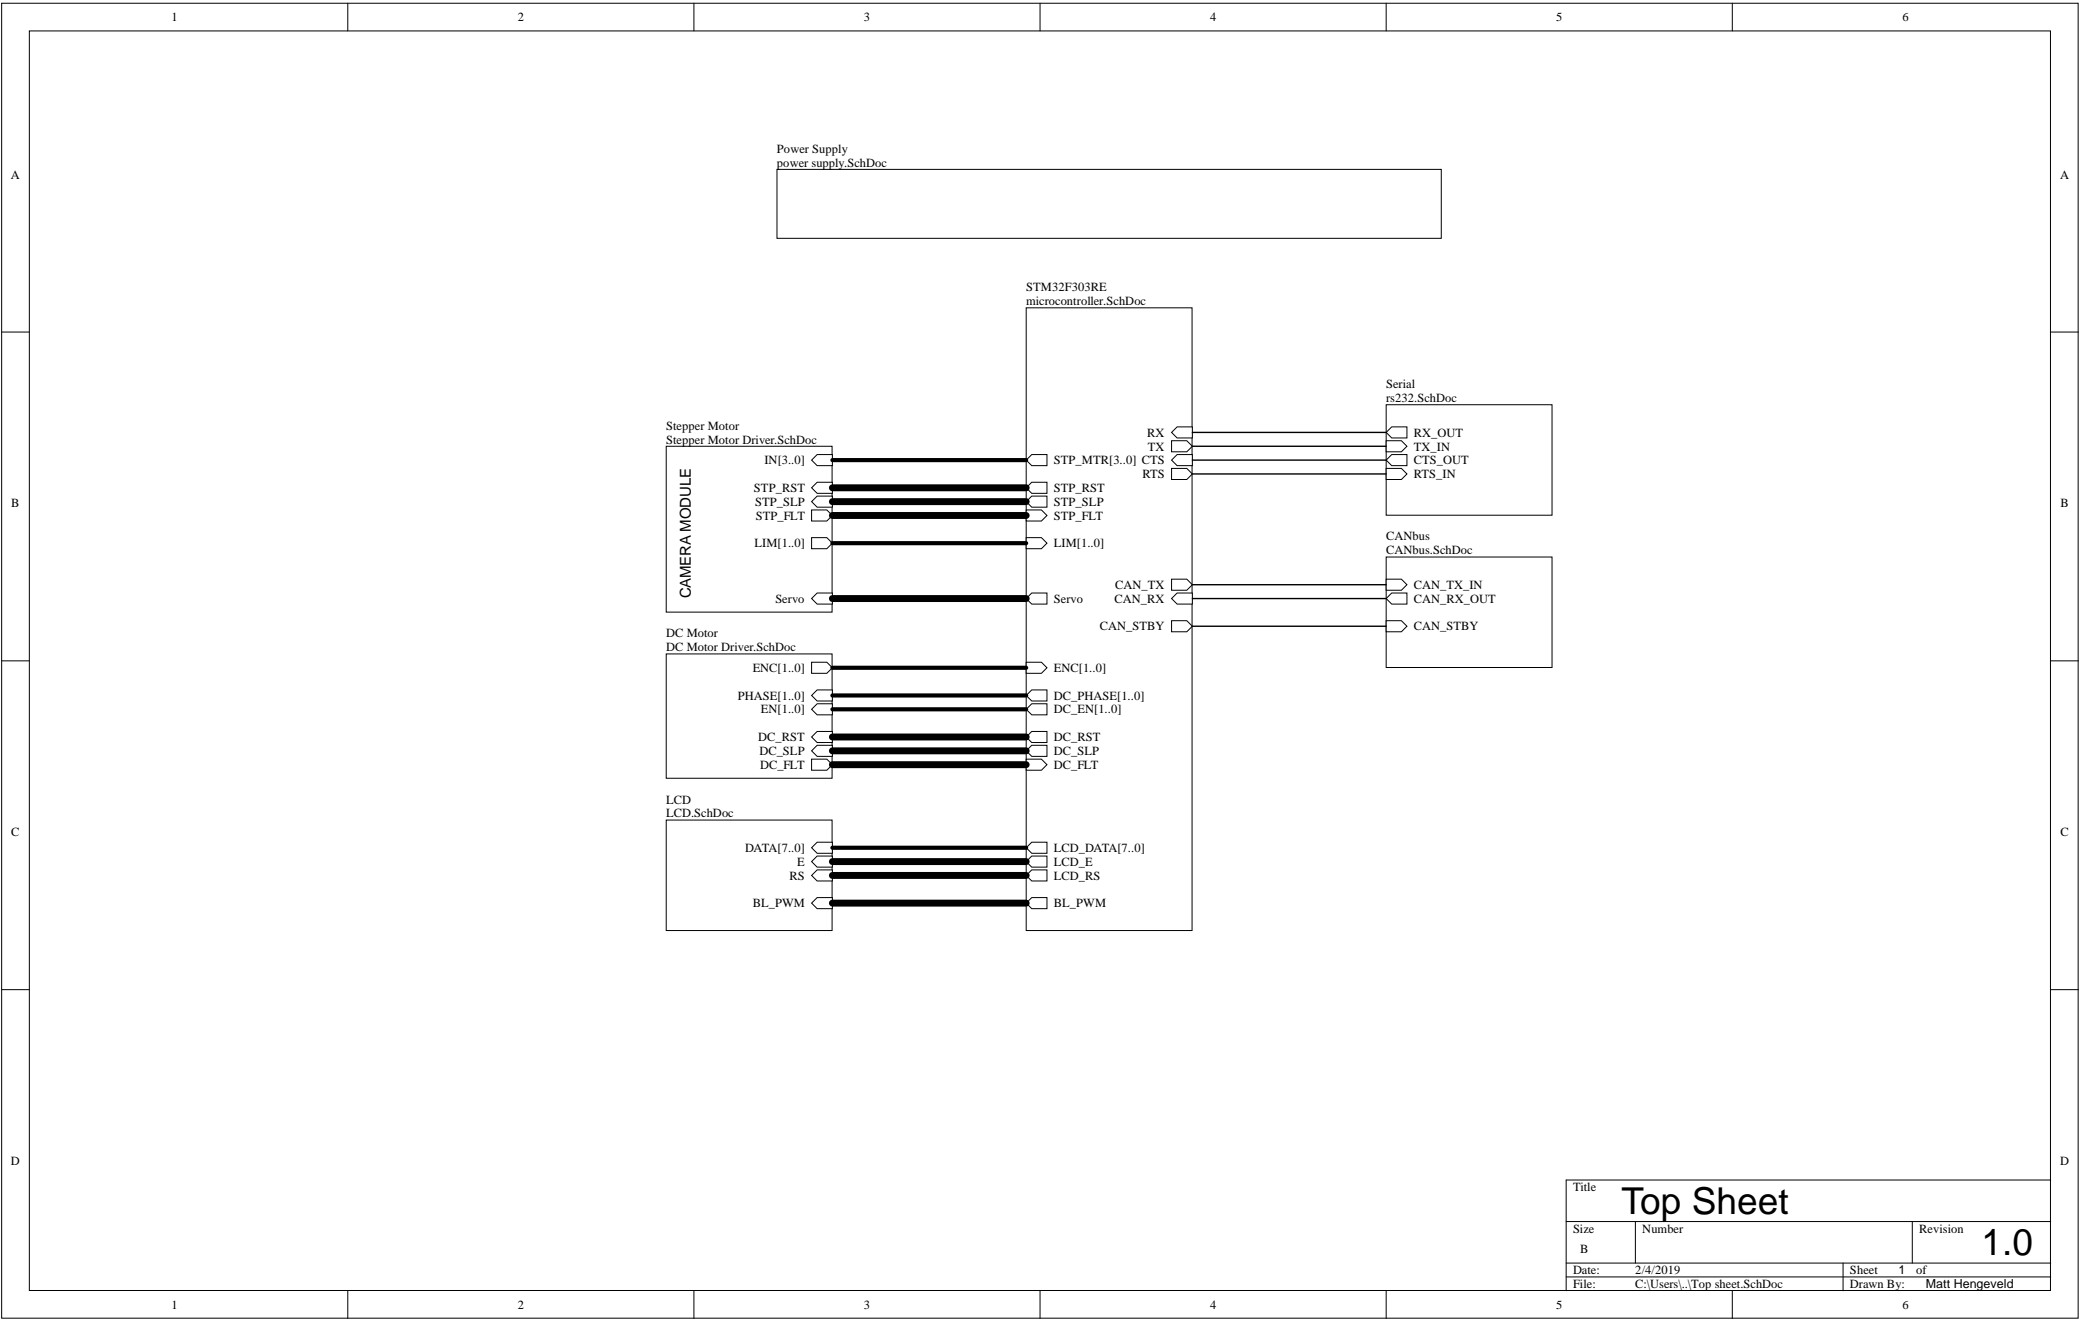 1 2 3 4 5 6
A A
Power Supply
power supply.SchDoc
STM32F303RE
microcontroller.SchDoc
Serial
rs232.SchDoc
RX RX_OUT
TX TX_IN
CTS CTS_OUT
RTS RTS_IN
B B
Stepper Motor
Stepper Motor Driver.SchDoc
CAMERA MODULE
IN[3..0] STP_MTR[3..0]
STP_RST STP_RST
STP_SLP STP_SLP
STP_FLT STP_FLT
LIM[1..0] LIM[1..0]
Servo Servo
CANbus
CANbus.SchDoc
CAN_TX CAN_TX_IN
CAN_RX CAN_RX_OUT
CAN_STBY CAN_STBY
DC Motor
DC Motor Driver.SchDoc
ENC[1..0] ENC[1..0]
PHASE[1..0] DC_PHASE[1..0]
EN[1..0] DC_EN[1..0]
DC_RST DC_RST
DC_SLP DC_SLP
DC_FLT DC_FLT
C C
LCD
LCD.SchDoc
DATA[7..0] LCD_DATA[7..0]
E LCD_E
RS LCD_RS
BL_PWM BL_PWM
D D
Title Top Sheet
Size Number Revision 1.0
B
Date: 2/4/2019 Sheet 1 of
File: C:\Users\..\Top sheet.SchDoc Drawn By: Matt Hengeveld
1 2 3 4 5 6